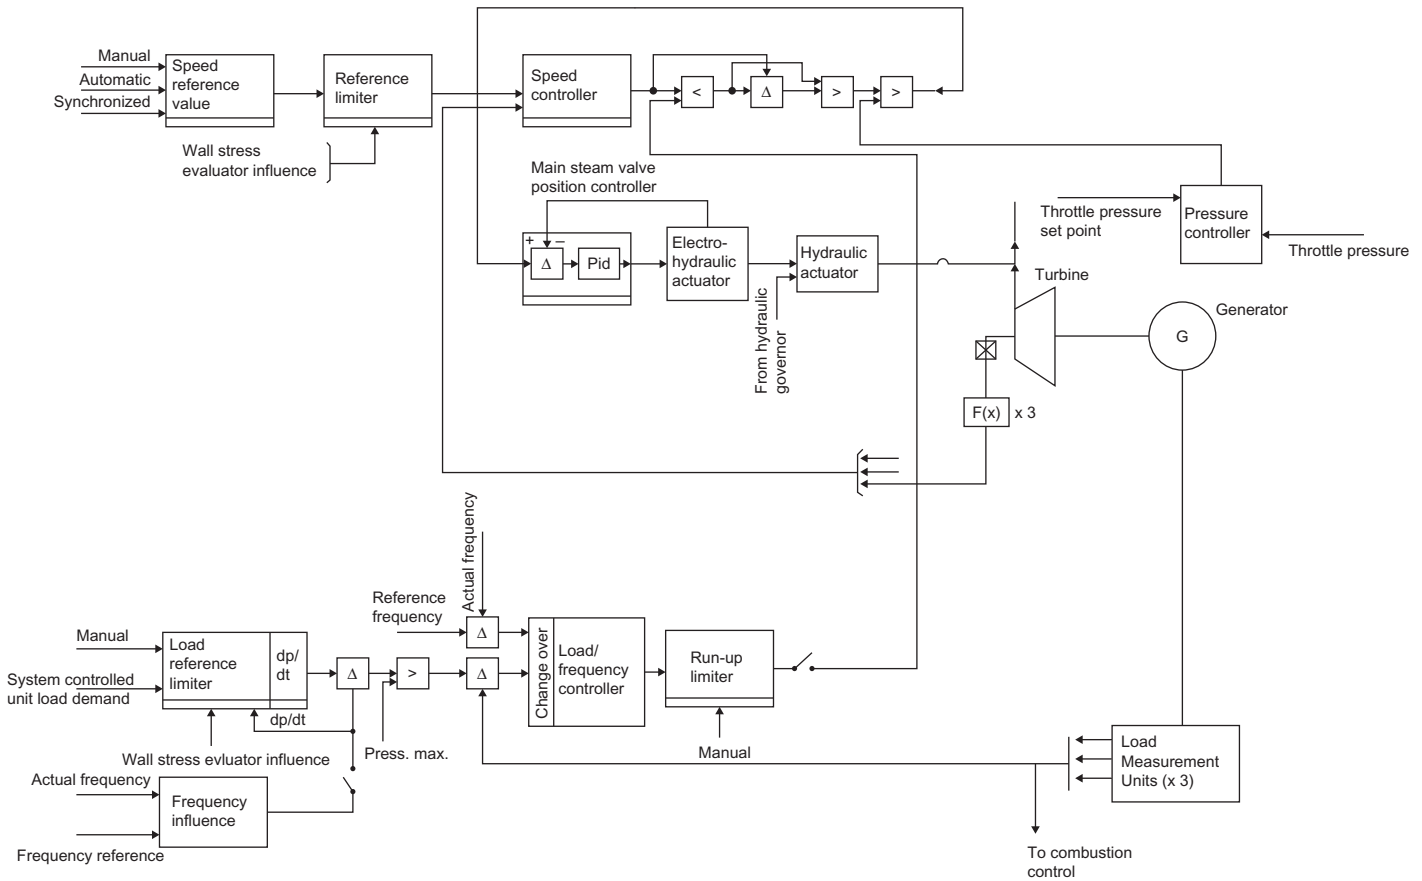 Manual
Automatic
Synchronized
Speed
reference
value
Reference
limiter
Wall stress
evaluator influence
Speed
controller
<
Δ
>
>
Main steam valve
position controller
+
–
Δ
Pid
Electro-
hydraulic
actuator
Hydraulic
actuator
From hydraulic
governor
Throttle pressure
set point
Pressure
controller
Throttle pressure
Turbine
Generator
G
F(x)
x 3
Actual frequency
Reference
frequency
Δ
Manual
System controlled
unit load demand
Load
reference
limiter
dp/
dt
Δ
>
Δ
Change over
Load/
frequency
controller
Run-up
limiter
dp/dt
Wall stress evluator influence
Press. max.
Manual
Actual frequency
Frequency
influence
Frequency reference
Load
Measurement
Units (x 3)
To combustion
control